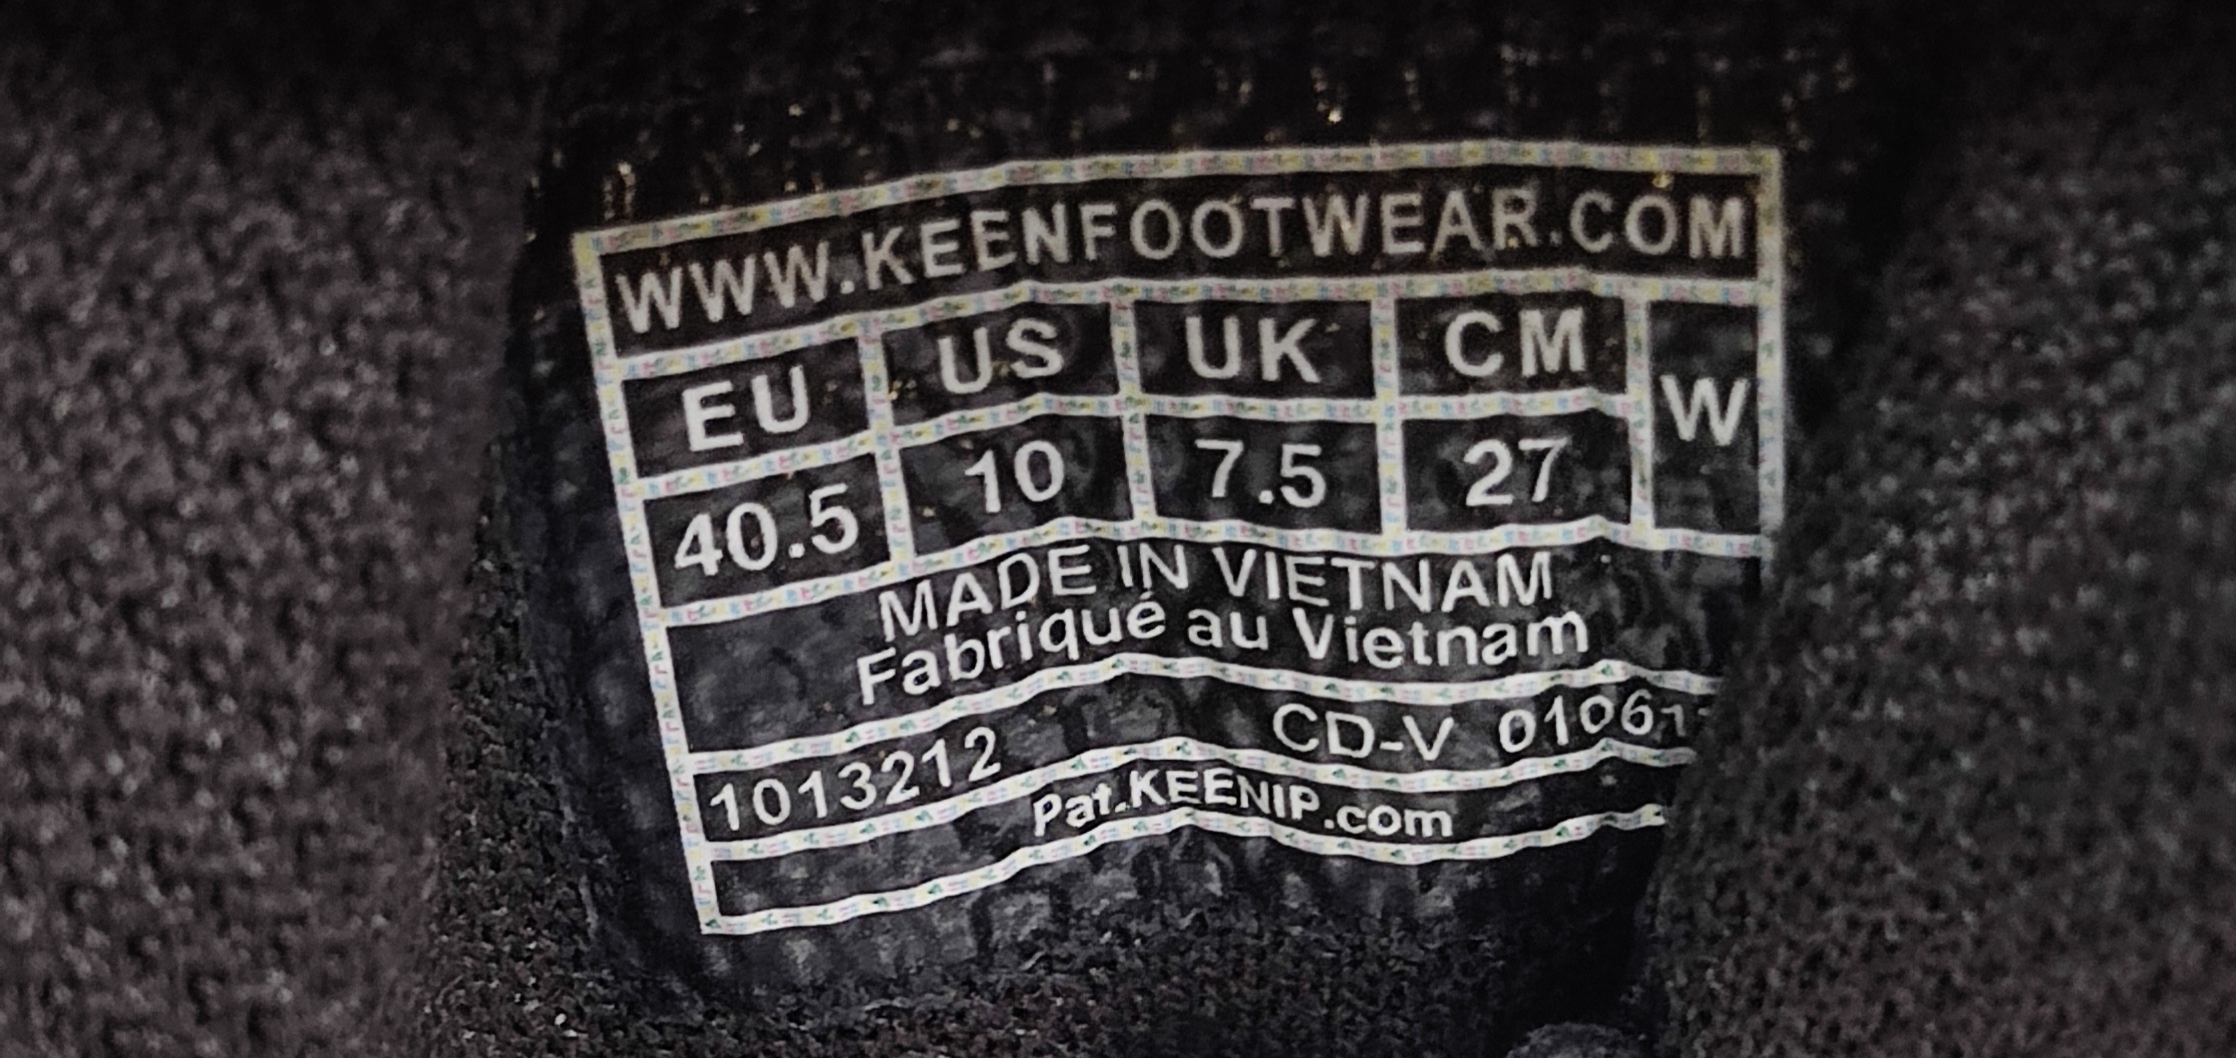 WWW.KEENFOOTWEAR.COM
EU US UK CM W
40.5 10 7.5 27
MADE IN VIETNAM
Fabriqué au Vietnam
1013212 CD-V
Pat.KEENIP.com